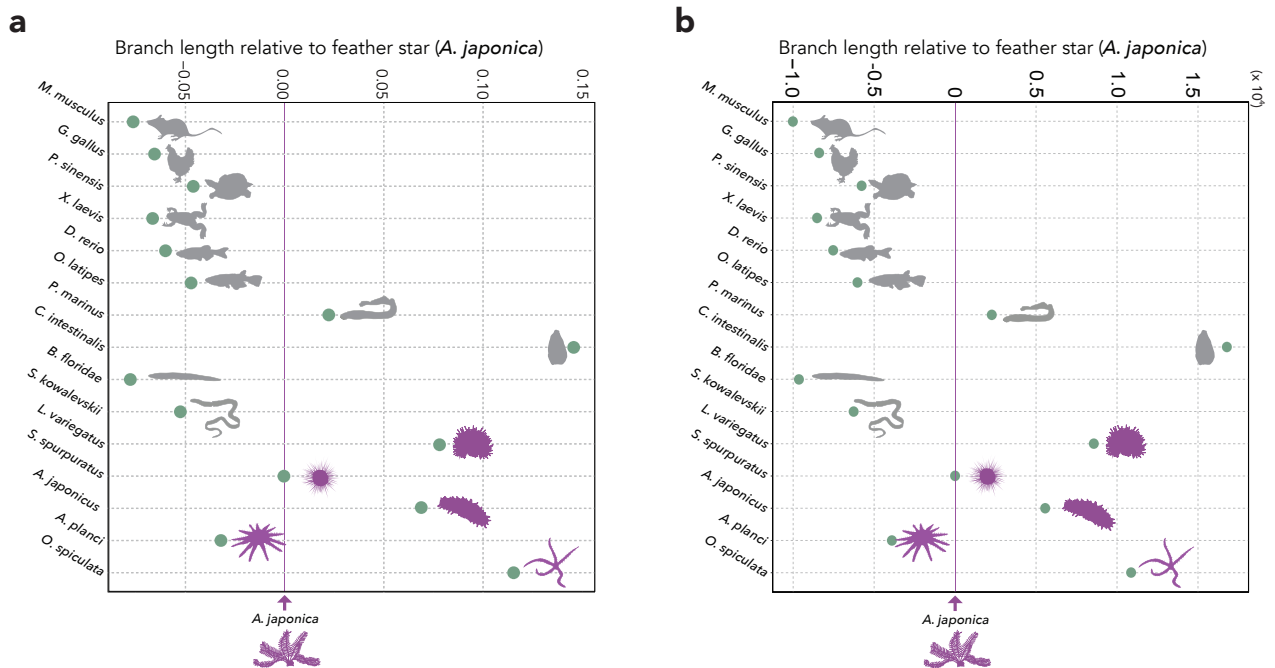 a
Branch length relative to feather star (A. japonica)
−0.05
0.00
0.05
0.10
0.15
M. musculus
G. gallus
P. sinensis
X. laevis
D. rerio
O. latipes
P. marinus
C. intestinalis
B. floridae
S. kowalevskii
L. variegatus
S. spurpuratus
A. japonicus
A. planci
O. spiculata
A. japonica
b
Branch length relative to feather star (A. japonica)
−1.0
-0.5
0
0.5
1.0
1.5
(x 10⁴)
M. musculus
G. gallus
P. sinensis
X. laevis
D. rerio
O. latipes
P. marinus
C. intestinalis
B. floridae
S. kowalevskii
L. variegatus
S. spurpuratus
A. japonicus
A. planci
O. spiculata
A. japonica